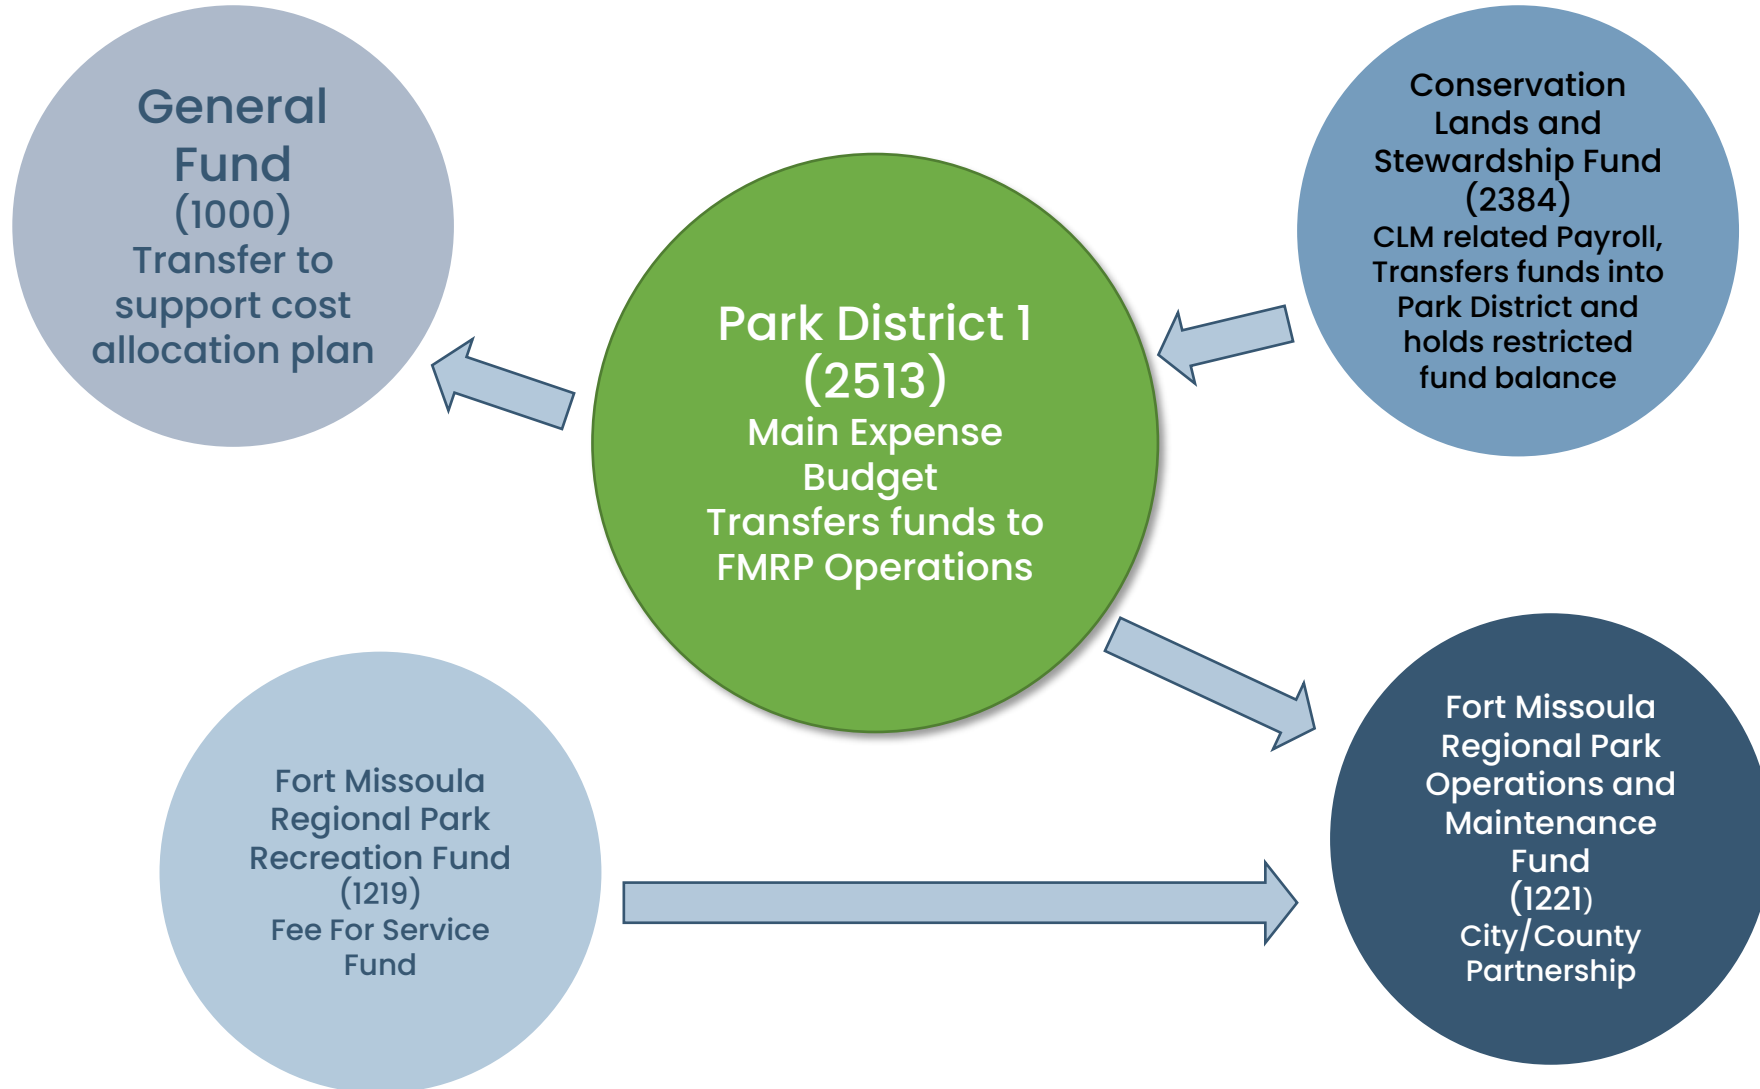 General
Fund
(1000)
Transfer to
support cost
allocation plan
Conservation
Lands and
Stewardship Fund
(2384)
CLM related Payroll,
Transfers funds into
Park District and
holds restricted
fund balance
Park District 1
(2513)
Main Expense
Budget
Transfers funds to
FMRP Operations
Fort Missoula
Regional Park
Recreation Fund
(1219)
Fee For Service
Fund
Fort Missoula
Regional Park
Operations and
Maintenance
Fund
(1221)
City/County
Partnership